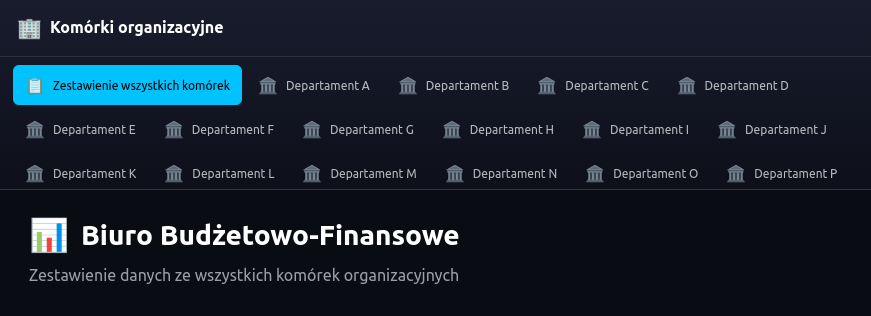 Komórki organizacyjne
Zestawienie wszystkich komórek Departament A Departament B Departament C Departament D
Departament E Departament F Departament G Departament H Departament I Departament J
Departament K Departament L Departament M Departament N Departament O Departament P
Biuro Budżetowo-Finansowe
Zestawienie danych ze wszystkich komórek organizacyjnych